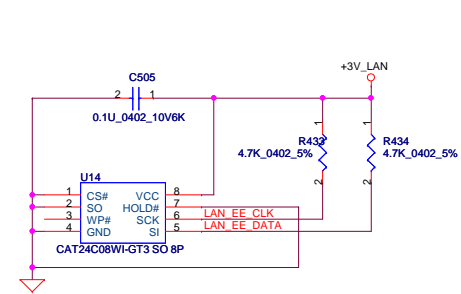 +3V_LAN
C505
2 1
0.1U_0402_10V6K
1 1
R433 R434
4.7K_0402_5% 4.7K_0402_5%
2 2
U14
1 CS# VCC 8
2 SO HOLD# 7
3 WP# SCK 6 LAN_EE_CLK
4 GND SI 5 LAN_EE_DATA
CAT24C08WI-GT3 SO 8P